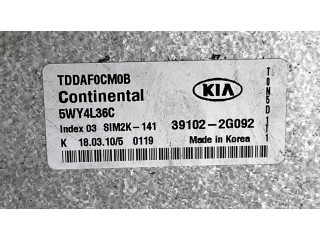 TDDAF0CM0B
Continental
5WY4L36C
Index 03 SIM2K-141
K 18.03.10/5 0119
KIA
39102-2G092
Made in Korea